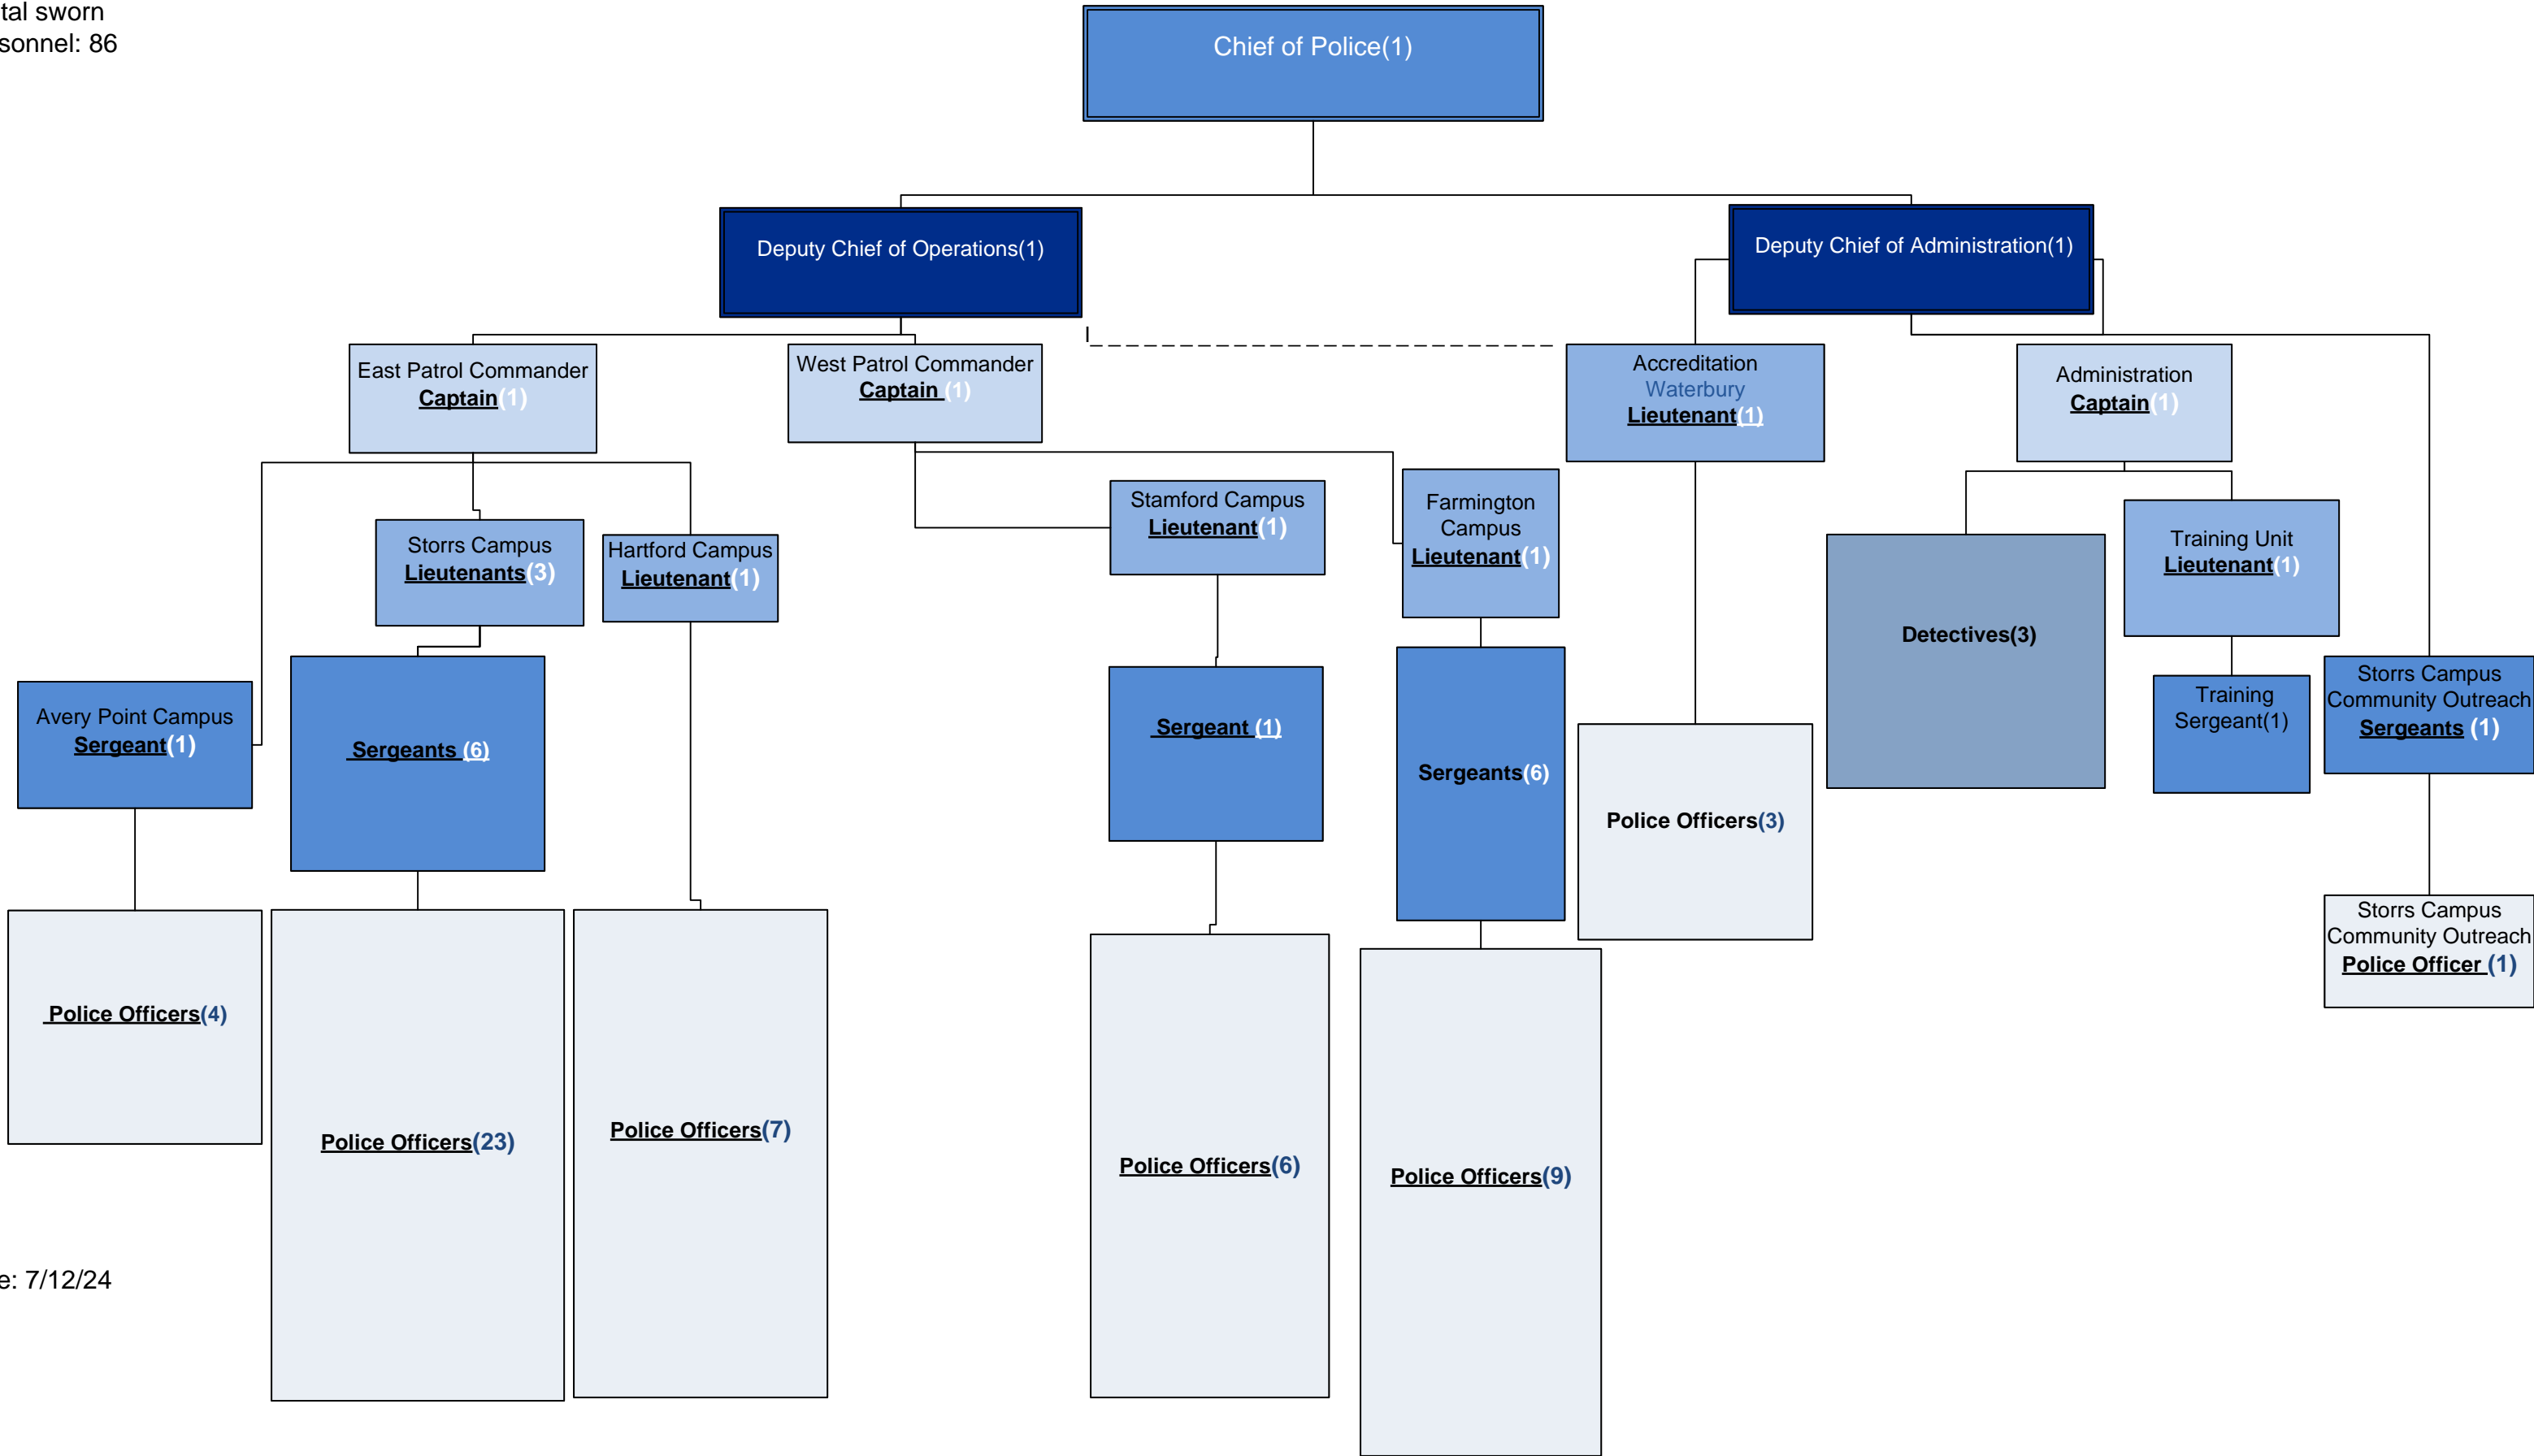 tal sworn
sonnel: 86
Chief of Police(1)
Deputy Chief of Operations(1)
Deputy Chief of Administration(1)
East Patrol Commander
Captain(1)
West Patrol Commander
Captain (1)
Accreditation
Waterbury
Lieutenant(1)
Administration
Captain(1)
Storrs Campus
Lieutenants(3)
Hartford Campus
Lieutenant(1)
Stamford Campus
Lieutenant(1)
Farmington
Campus
Lieutenant(1)
Training Unit
Lieutenant(1)
Detectives(3)
Avery Point Campus
Sergeant(1)
Sergeants (6)
Sergeant (1)
Sergeants(6)
Training
Sergeant(1)
Storrs Campus
Community Outreach
Sergeants (1)
Police Officers(3)
Storrs Campus
Community Outreach
Police Officer (1)
Police Officers(4)
Police Officers(23)
Police Officers(7)
Police Officers(6)
Police Officers(9)
e: 7/12/24